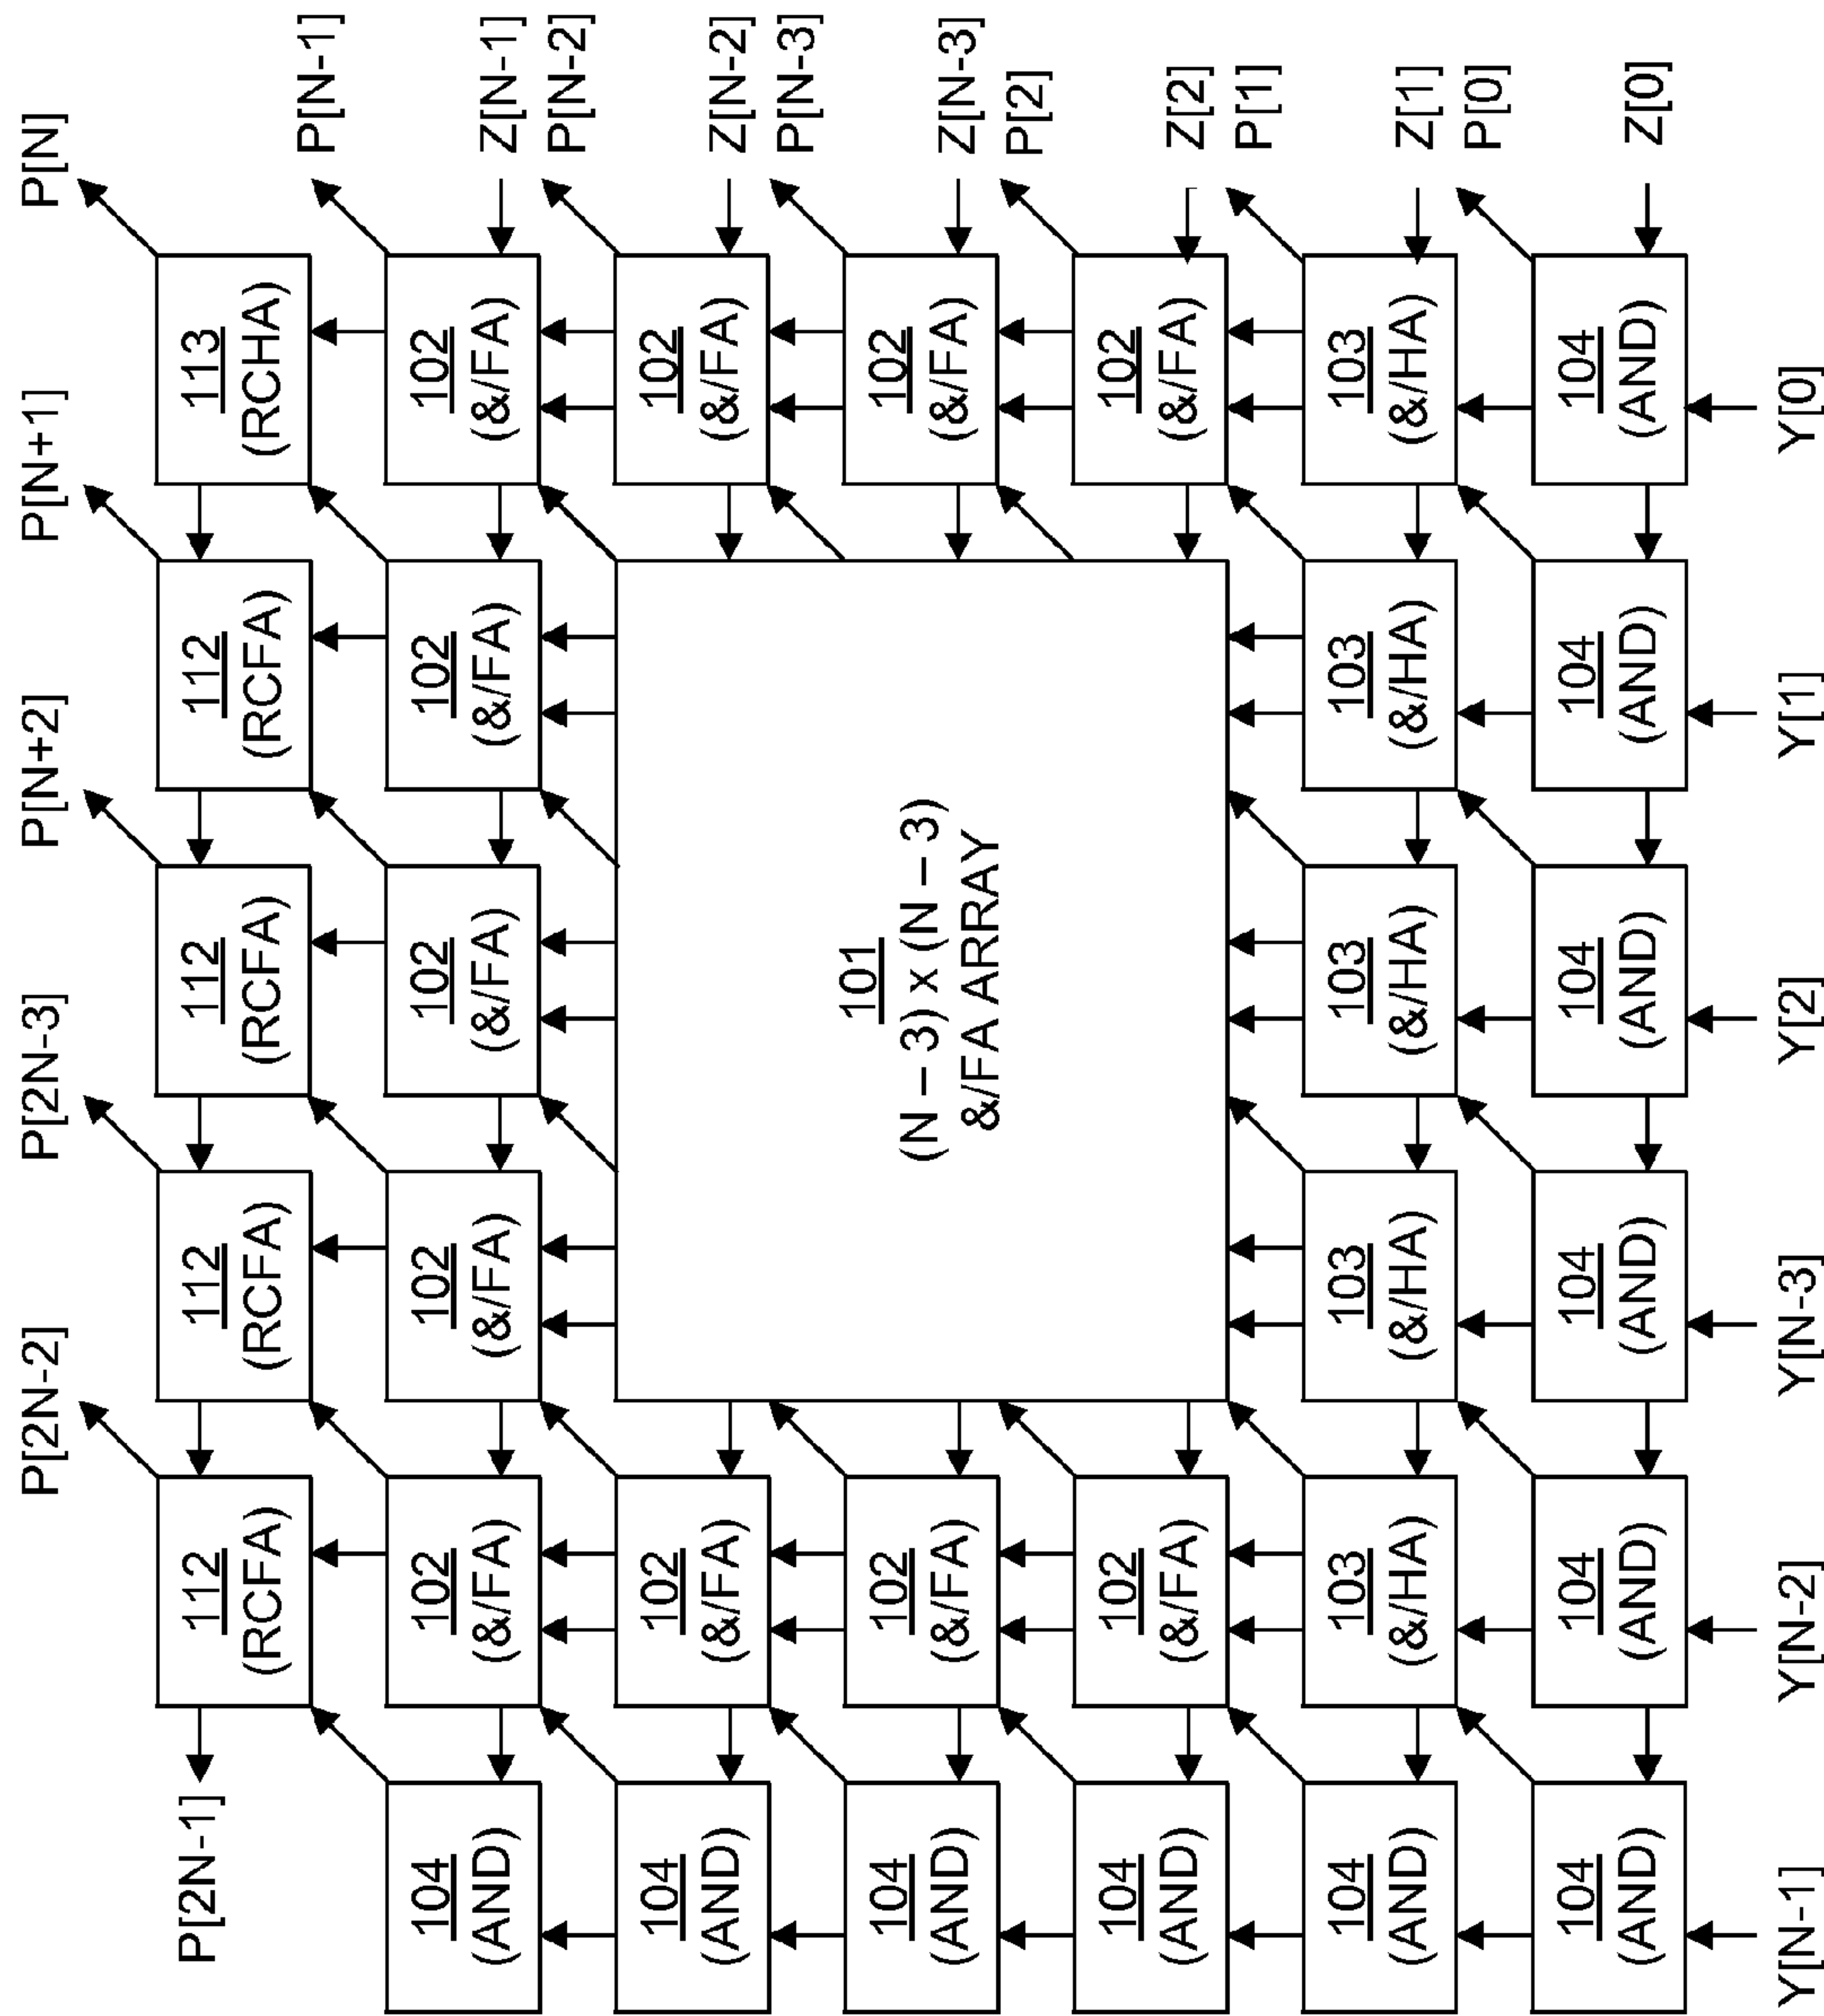 P[2N-2] P[2N-3] P[N+2] P[N+1] P[N]
P[2N-1] 112 112 112 112 113
(RCFA) (RCFA) (RCFA) (RCFA) (RCHA)
P[N-1]
104 102 102 102 102 102
(AND) (&/FA) (&/FA) (&/FA) (&/FA) (&/FA) Z[N-1]
P[N-2]
104 102 102
(AND) (&/FA) (&/FA) Z[N-2]
P[N-3]
104 102 101 102
(AND) (&/FA) (N – 3) x (N – 3) (&/FA) Z[N-3]
&/FA ARRAY
P[2]
104 102 102
(AND) (&/FA) (&/FA) Z[2]
P[1]
104 103 103 103 103 103
(AND) (&/HA) (&/HA) (&/HA) (&/HA) (&/HA) Z[1]
P[0]
104 104 104 104 104 104
(AND) (AND) (AND) (AND) (AND) (AND) Z[0]
Y[N-1] Y[N-2] Y[N-3] Y[2] Y[1] Y[0]